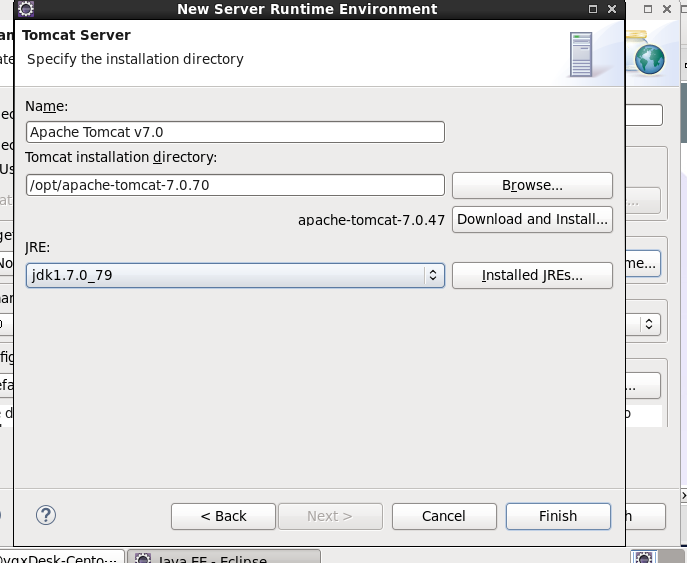 New Server Runtime Environment
Tomcat Server
Specify the installation directory
Name:
Apache Tomcat v7.0
Tomcat installation directory:
/opt/apache-tomcat-7.0.70
Browse...
apache-tomcat-7.0.47
Download and Install...
JRE:
jdk1.7.0_79
Installed JREs...
me...
...
< Back
Next >
Cancel
Finish
h
Java EE - Eclipse